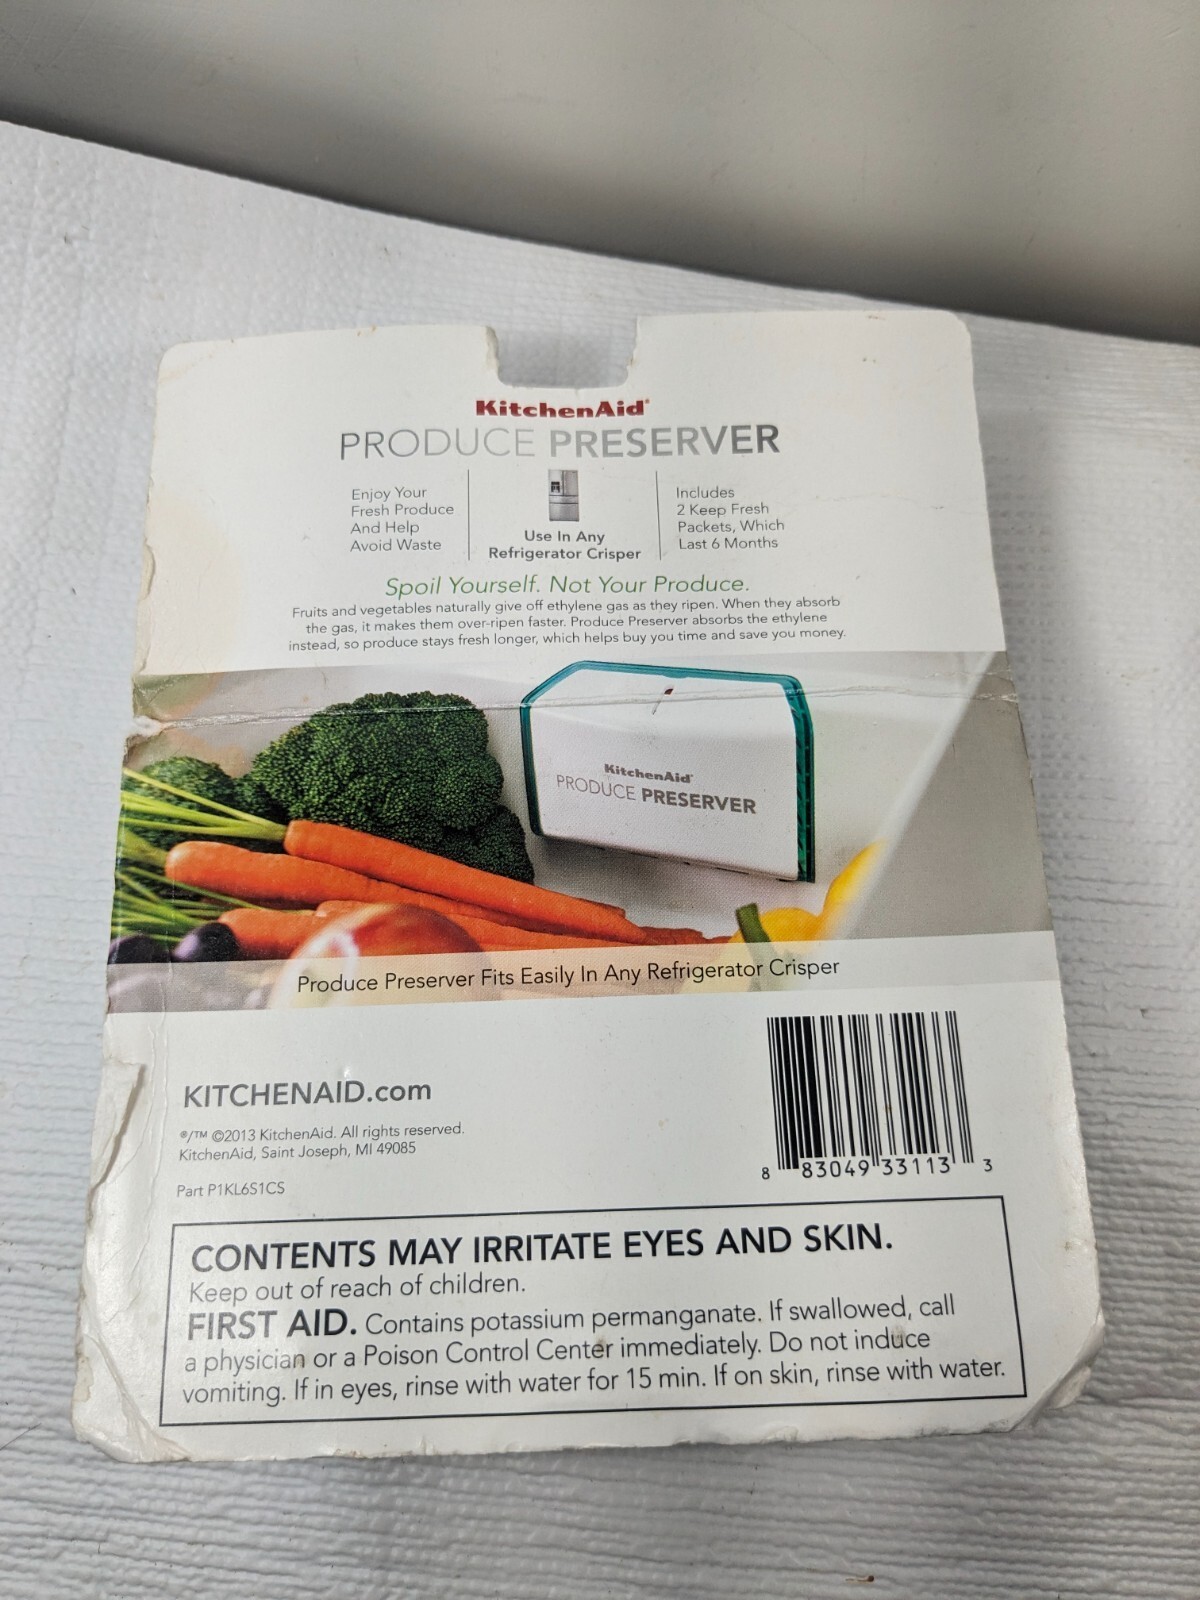 KitchenAid®
PRODUCE PRESERVER
Enjoy Your
Fresh Produce
And Help
Avoid Waste
Use In Any
Refrigerator Crisper
Includes
2 Keep Fresh
Packets, Which
Last 6 Months
Spoil Yourself. Not Your Produce.
Fruits and vegetables naturally give off ethylene gas as they ripen. When they absorb
the gas, it makes them over-ripen faster. Produce Preserver absorbs the ethylene
instead, so produce stays fresh longer, which helps buy you time and save you money.
KitchenAid®
PRODUCE PRESERVER
Produce Preserver Fits Easily In Any Refrigerator Crisper
KITCHENAID.com
®/™ ©2013 KitchenAid. All rights reserved.
KitchenAid, Saint Joseph, MI 49085
Part P1KL6S1CS
8 83049 33113 3
CONTENTS MAY IRRITATE EYES AND SKIN.
Keep out of reach of children.
FIRST AID. Contains potassium permanganate. If swallowed, call
a physician or a Poison Control Center immediately. Do not induce
vomiting. If in eyes, rinse with water for 15 min. If on skin, rinse with water.